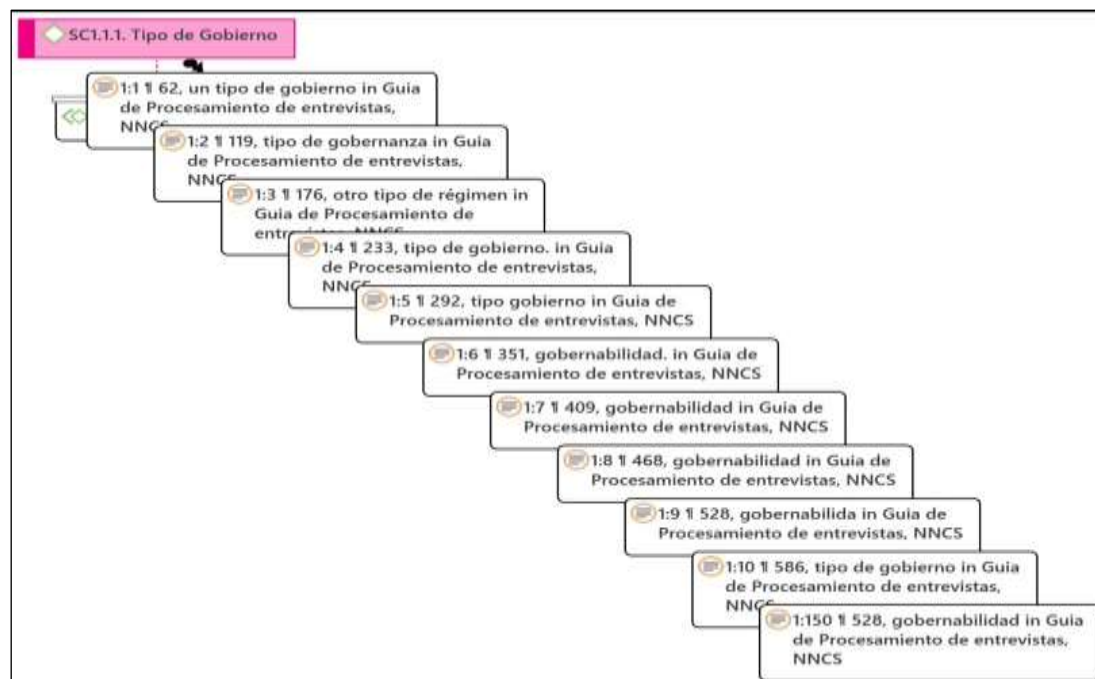 SC1.1.1. Tipo de Gobierno
1:1 ¶ 62, un tipo de gobierno in Guia
de Procesamiento de entrevistas,
NNCS
1:2 ¶ 119, tipo de gobernanza in Guia
de Procesamiento de entrevistas,
NNCS
1:3 ¶ 176, otro tipo de régimen in
Guia de Procesamiento de
entrevistas, NNCS
1:4 ¶ 233, tipo de gobierno. in Guia
de Procesamiento de entrevistas,
NNCS
1:5 ¶ 292, tipo gobierno in Guia de
Procesamiento de entrevistas, NNCS
1:6 ¶ 351, gobernabilidad. in Guia de
Procesamiento de entrevistas, NNCS
1:7 ¶ 409, gobernabilidad in Guia de
Procesamiento de entrevistas, NNCS
1:8 ¶ 468, gobernabilidad in Guia de
Procesamiento de entrevistas, NNCS
1:9 ¶ 528, gobernabilida in Guia de
Procesamiento de entrevistas, NNCS
1:10 ¶ 586, tipo de gobierno in Guia
de Procesamiento de entrevistas,
NNCS
1:150 ¶ 528, gobernabilidad in Guia
de Procesamiento de entrevistas,
NNCS